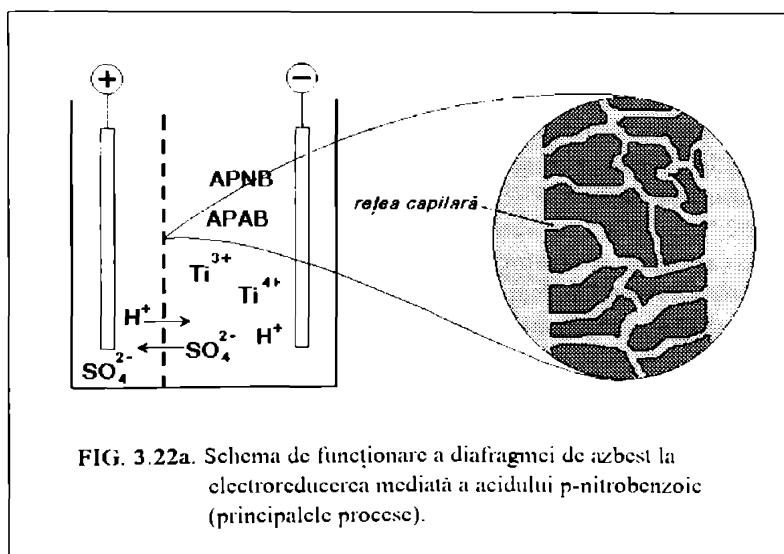 +
−
APNB
APAB
rețea capilară
Ti³⁺
Ti⁴⁺
H⁺
SO₄²⁻
H⁺
SO₄²⁻
FIG. 3.22a. Schema de funcționare a diafragmei de azbest la
electroreducerea mediată a acidului p-nitrobenzoic
(principalele procese).